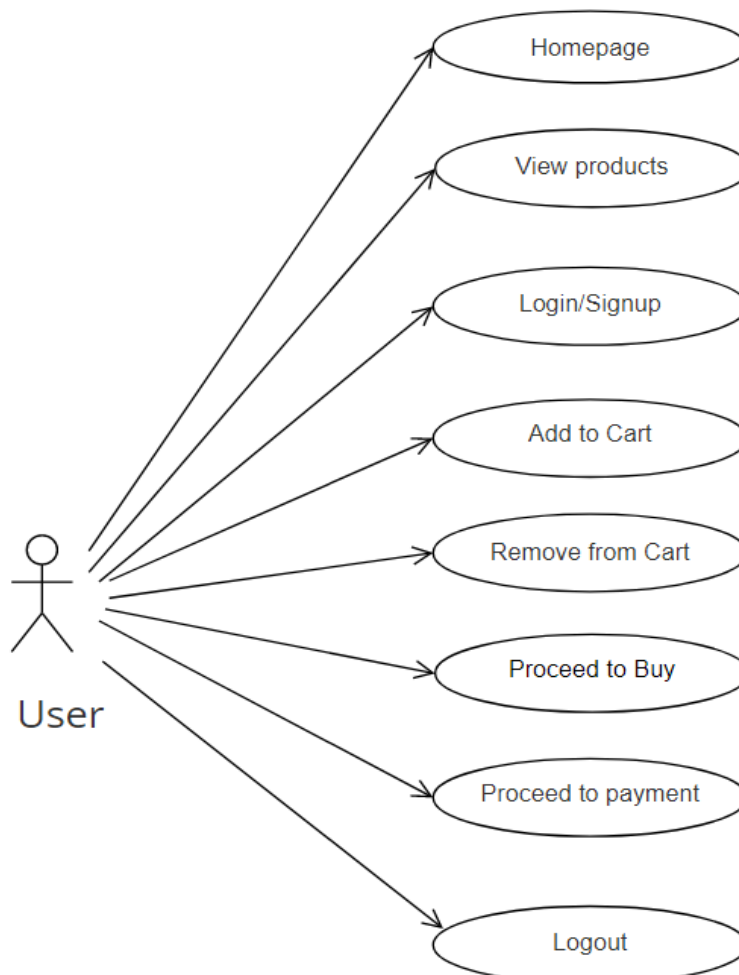 Homepage
View products
Login/Signup
Add to Cart
Remove from Cart
Proceed to Buy
User
Proceed to payment
Logout